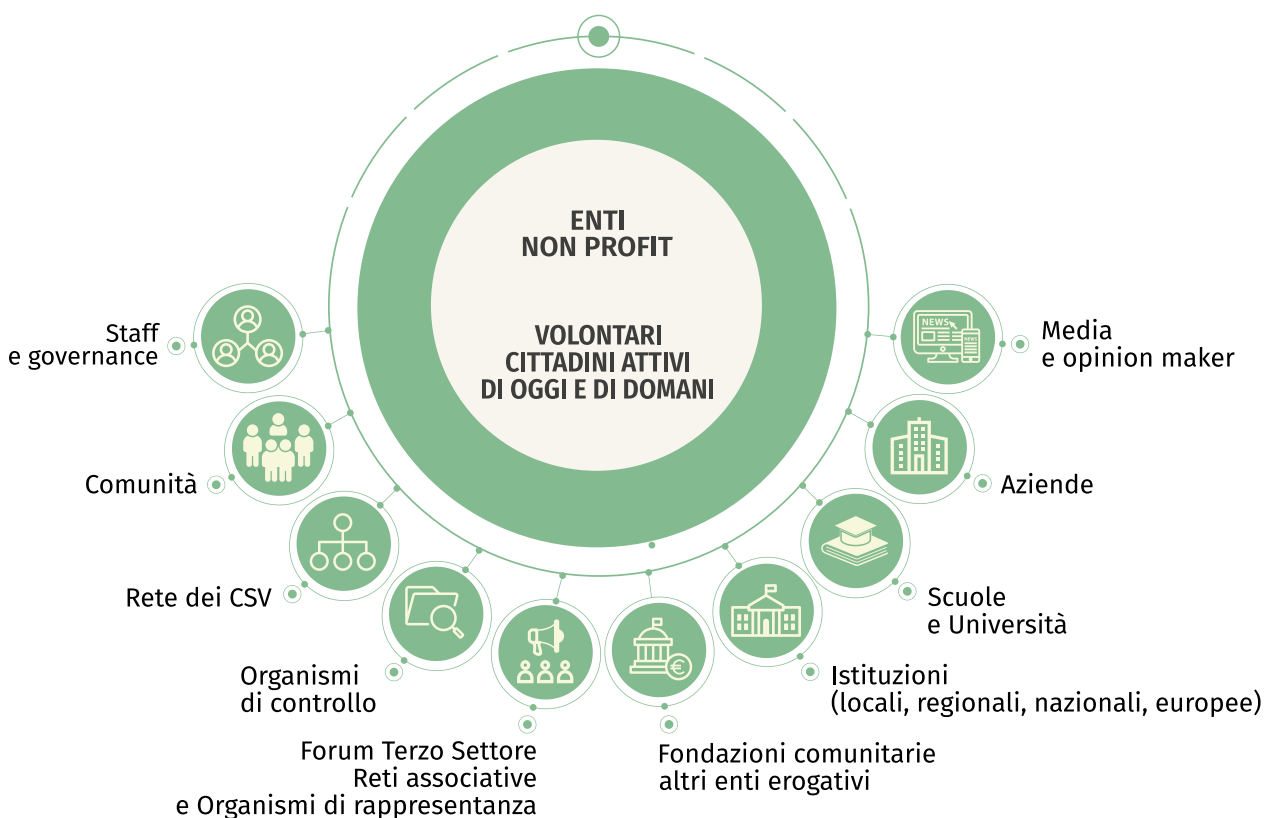 ENTI
NON PROFIT
VOLONTARI
CITTADINI ATTIVI
DI OGGI E DI DOMANI
Staff
e governance
Comunità
Rete dei CSV
Organismi
di controllo
Forum Terzo Settore
Reti associative
e Organismi di rappresentanza
Fondazioni comunitarie
altri enti erogativi
Istituzioni
(locali, regionali, nazionali, europee)
Scuole
e Università
Aziende
Media
e opinion maker
NEWS
NEWS
€